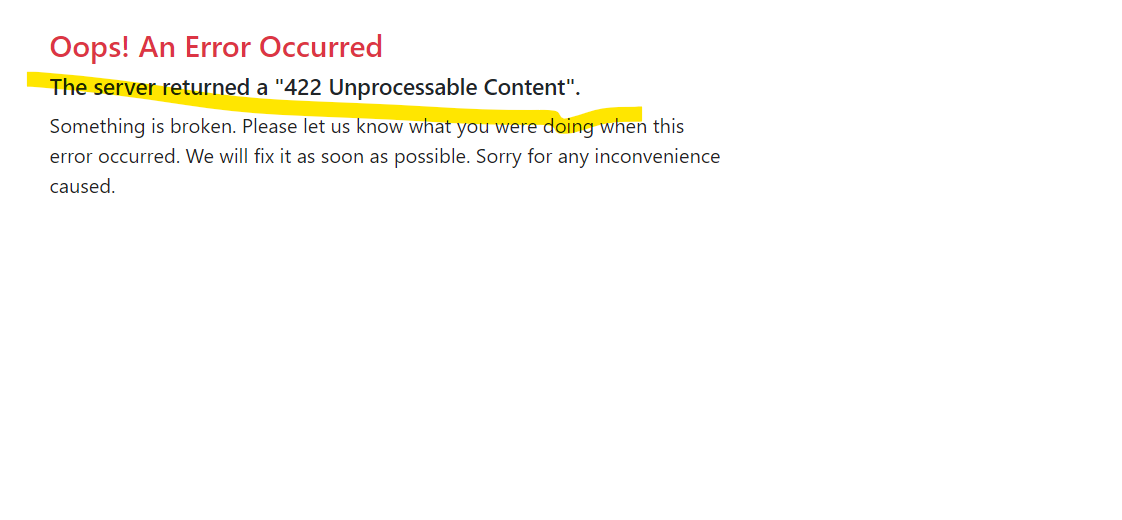 Oops! An Error Occurred
The server returned a "422 Unprocessable Content".
Something is broken. Please let us know what you were doing when this
error occurred. We will fix it as soon as possible. Sorry for any inconvenience
caused.